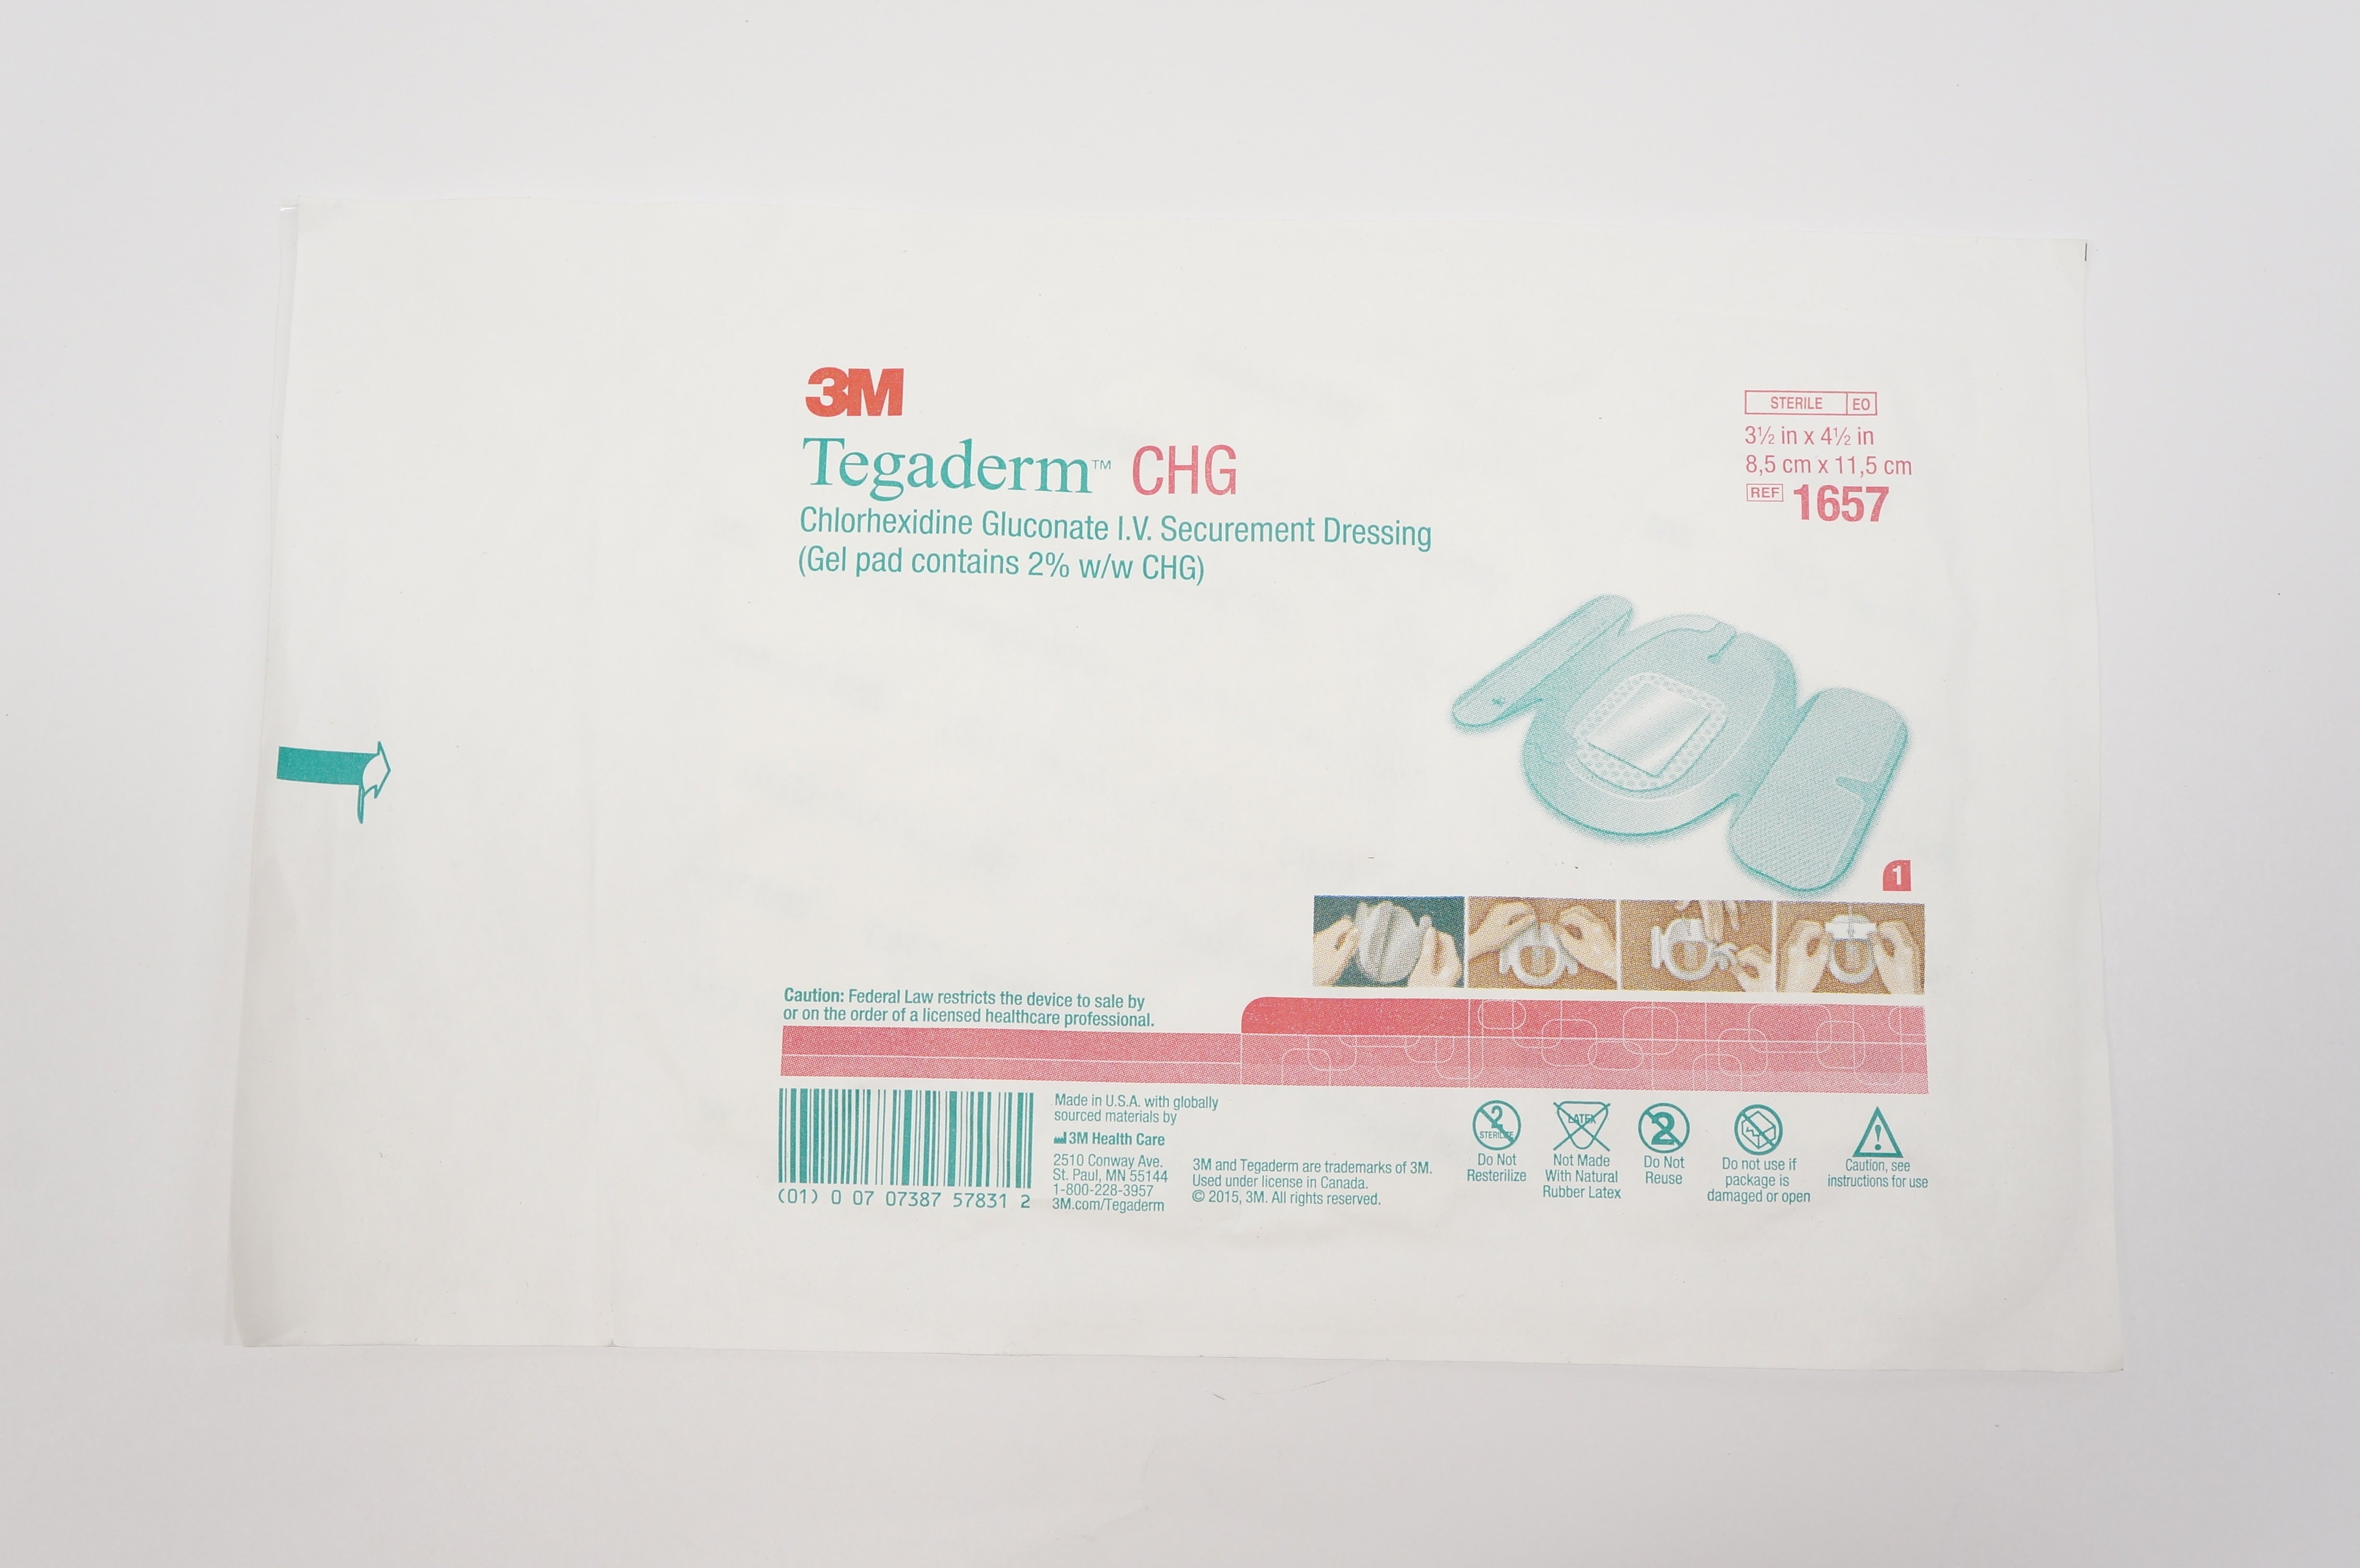 3M
Tegaderm™ CHG
Chlorhexidine Gluconate I.V. Securement Dressing
(Gel pad contains 2% w/w CHG)
STERILE EO
3½ in x 4½ in
8,5 cm x 11,5 cm
REF 1657
1
Caution: Federal Law restricts the device to sale by
or on the order of a licensed healthcare professional.
(01) 0 07 07387 57831 2
Made in U.S.A. with globally
sourced materials by
3M Health Care
2510 Conway Ave.
St. Paul, MN 55144
1-800-228-3957
3M.com/Tegaderm
3M and Tegaderm are trademarks of 3M.
Used under license in Canada.
© 2015, 3M. All rights reserved.
2
STERILIZE
Do Not
Resterilize
LATEX
Not Made
With Natural
Rubber Latex
2
Do Not
Reuse
Do not use if
package is
damaged or open
!
Caution, see
instructions for use